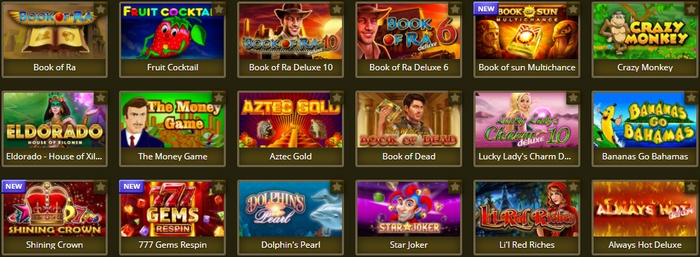 BOOK OF RA
Book of Ra
FRUIT COCKTAIL
Fruit Cocktail
BOOK OF RA 10
Book of Ra Deluxe 10
BOOK
OF RA 6
deluxe
Book of Ra Deluxe 6
NEW
BOOK OF SUN
MULTICHANCE
Book of sun Multichance
CRAZY
MONKEY
Crazy Monkey
ELDORADO
HOUSE OF XILONEN
Eldorado - House of Xil...
The Money
Game
The Money Game
AZTEC GOLD
Aztec Gold
BOOK OF DEAD
Book of Dead
Lucky Lady's
Charm
deluxe 10
Lucky Lady's Charm D...
BANANAS
GO
BAHAMAS
Bananas Go Bahamas
NEW
SHINING CROWN
Shining Crown
NEW
777
GEMS
RESPIN
777 Gems Respin
DOLPHIN'S
Pearl
Dolphin's Pearl
STAR JOKER
Star Joker
Li'l Red Riches
Li'l Red Riches
ALWAYS HOT
deluxe
Always Hot Deluxe